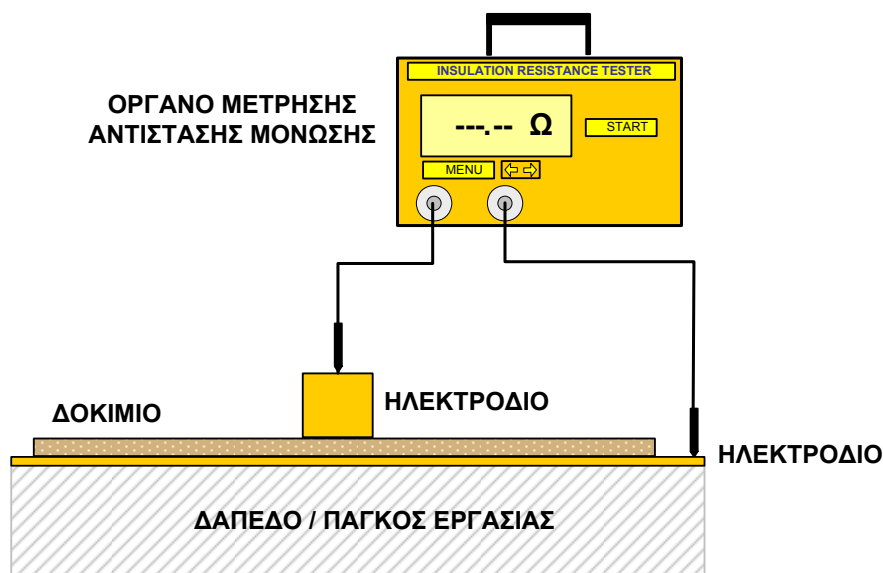 INSULATION RESISTANCE TESTER
ΟΡΓΑΝΟ ΜΕΤΡΗΣΗΣ
ΑΝΤΙΣΤΑΣΗΣ ΜΟΝΩΣΗΣ
---.-- Ω
START
MENU
ΔΟΚΙΜΙΟ
ΗΛΕΚΤΡΟΔΙΟ
ΗΛΕΚΤΡΟΔΙΟ
ΔΑΠΕΔΟ / ΠΑΓΚΟΣ ΕΡΓΑΣΙΑΣ